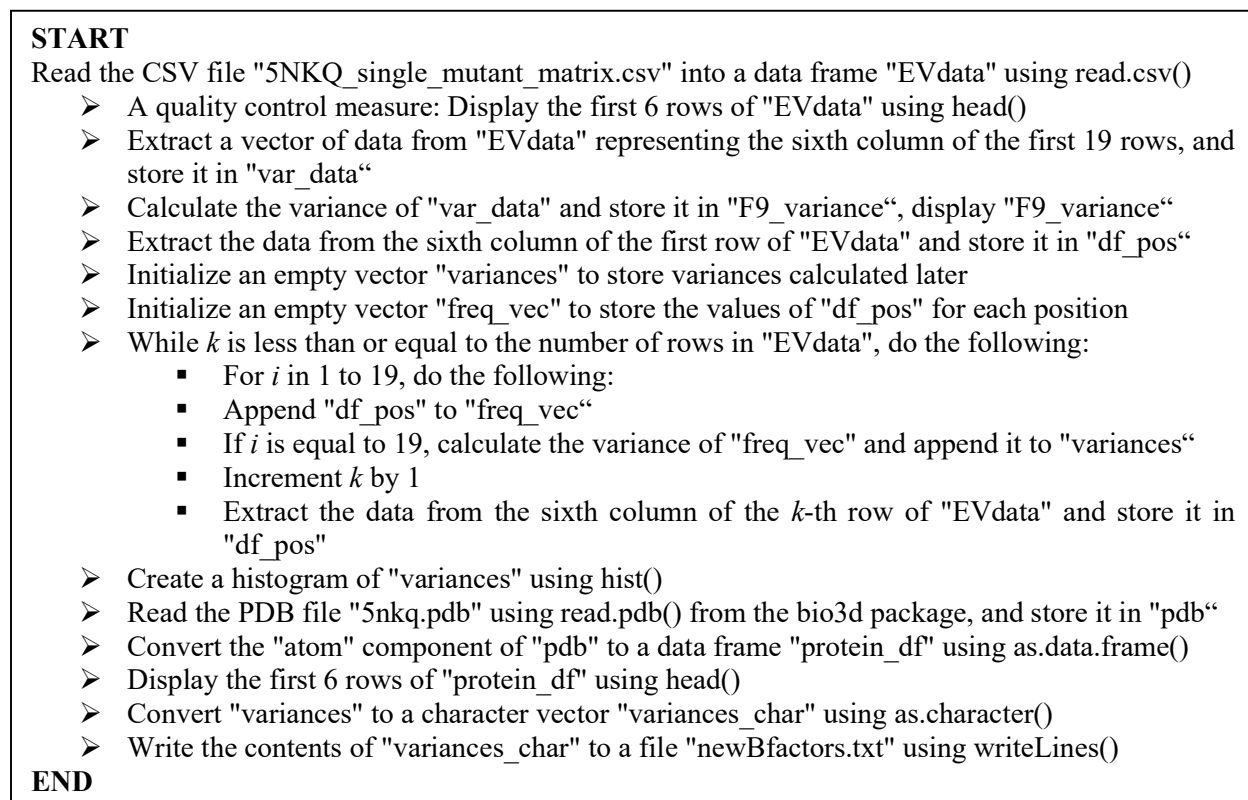 START
Read the CSV file "5NKQ_single_mutant_matrix.csv" into a data frame "EVdata" using read.csv()
➢ A quality control measure: Display the first 6 rows of "EVdata" using head()
➢ Extract a vector of data from "EVdata" representing the sixth column of the first 19 rows, and
store it in "var_data“
➢ Calculate the variance of "var_data" and store it in "F9_variance“, display "F9_variance“
➢ Extract the data from the sixth column of the first row of "EVdata" and store it in "df_pos“
➢ Initialize an empty vector "variances" to store variances calculated later
➢ Initialize an empty vector "freq_vec" to store the values of "df_pos" for each position
➢ While k is less than or equal to the number of rows in "EVdata", do the following:
▪ For i in 1 to 19, do the following:
▪ Append "df_pos" to "freq_vec“
▪ If i is equal to 19, calculate the variance of "freq_vec" and append it to "variances“
▪ Increment k by 1
▪ Extract the data from the sixth column of the k-th row of "EVdata" and store it in
"df_pos"
➢ Create a histogram of "variances" using hist()
➢ Read the PDB file "5nkq.pdb" using read.pdb() from the bio3d package, and store it in "pdb“
➢ Convert the "atom" component of "pdb" to a data frame "protein_df" using as.data.frame()
➢ Display the first 6 rows of "protein_df" using head()
➢ Convert "variances" to a character vector "variances_char" using as.character()
➢ Write the contents of "variances_char" to a file "newBfactors.txt" using writeLines()
END